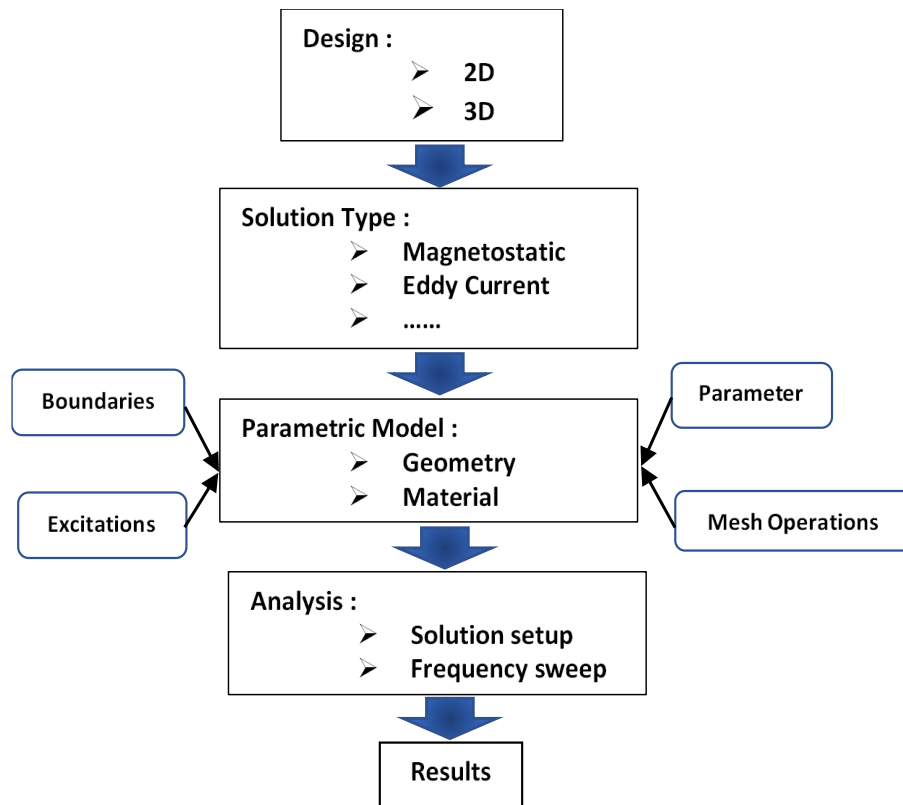 Design :
2D
3D
Solution Type :
Magnetostatic
Eddy Current
......
Boundaries
Parameter
Parametric Model :
Geometry
Material
Excitations
Mesh Operations
Analysis :
Solution setup
Frequency sweep
Results